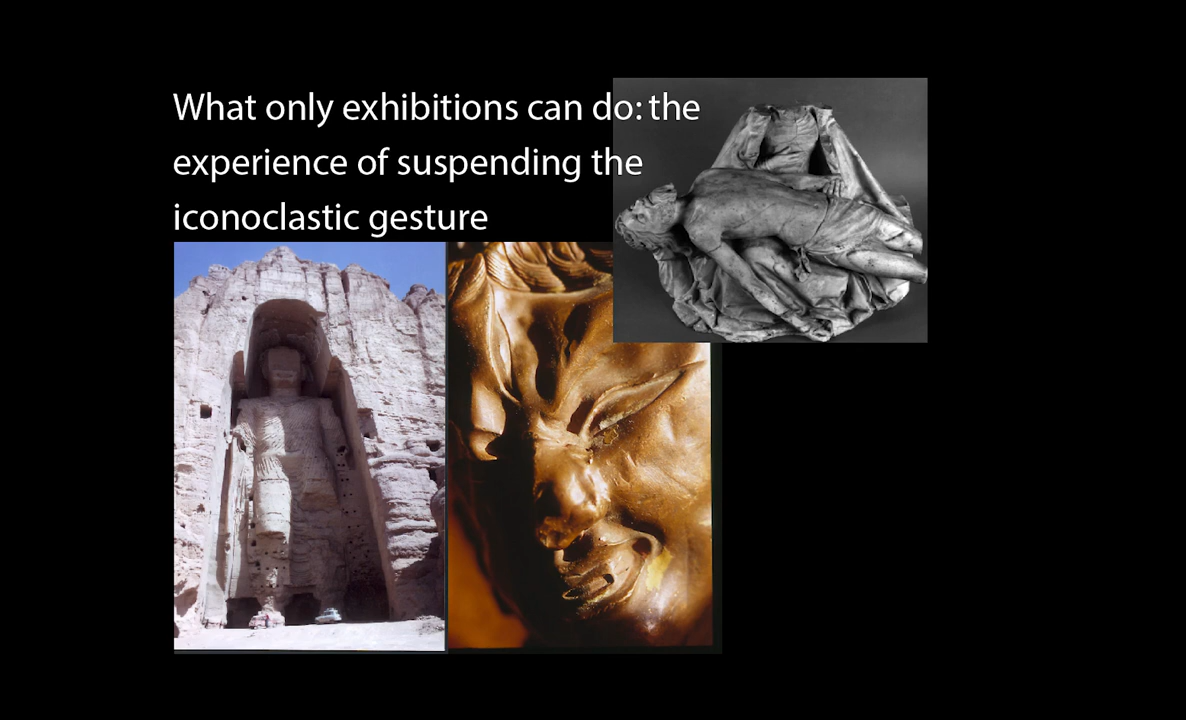 What only exhibitions can do: the
experience of suspending the
iconoclastic gesture